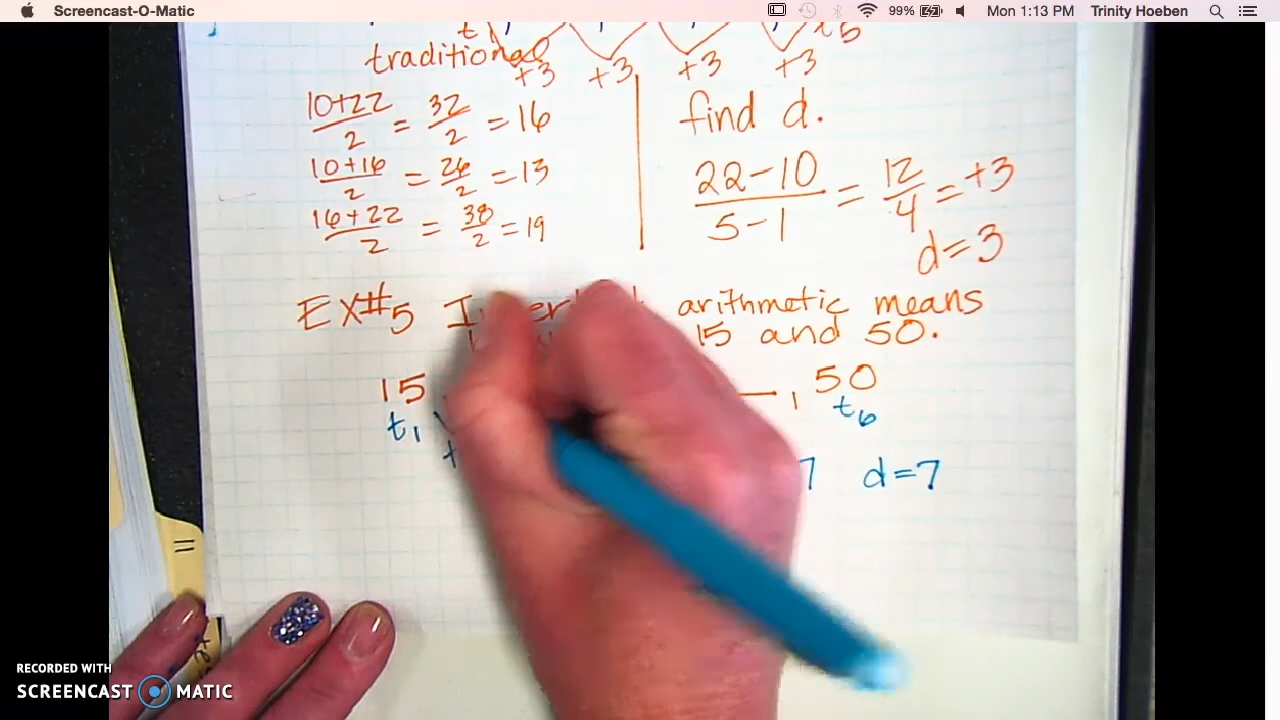 Screencast-O-Matic 99% Mon 1:13 PM Trinity Hoeben
t1 t5
traditional
+3 +3 +3 +3
10+22/2 = 32/2 = 16
10+16/2 = 26/2 = 13
16+22/2 = 38/2 = 19
find d.
22-10/5-1 = 12/4 = +3
d=3
EX#5 arithmetic means
15 and 50.
15 , 50
t1 t6
7 d=7
RECORDED WITH
SCREENCAST MATIC